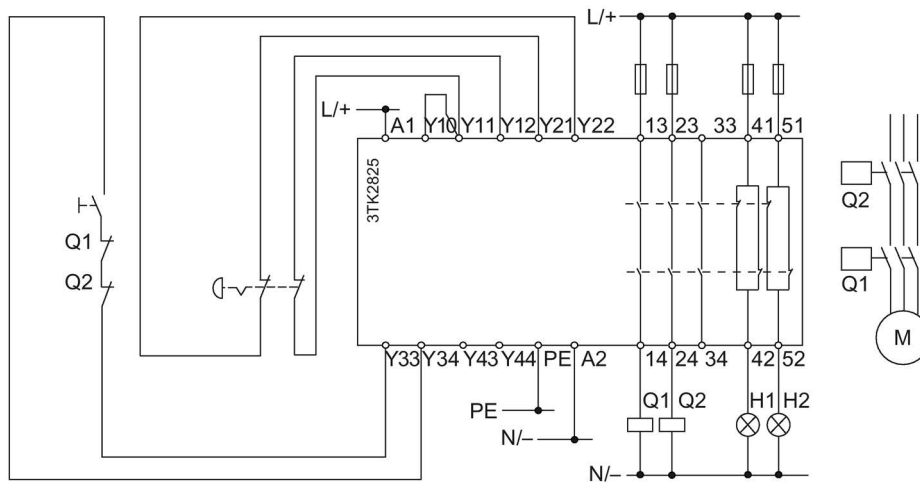 L/+
L/+
A1 Y10 Y11 Y12 Y21 Y22 13 23 33 41 51
3TK2825
Q1
Q2
Q2
Q1
M
Y33 Y34 Y43 Y44 PE A2 14 24 34 42 52
Q1 Q2 H1 H2
PE
N/–
N/–